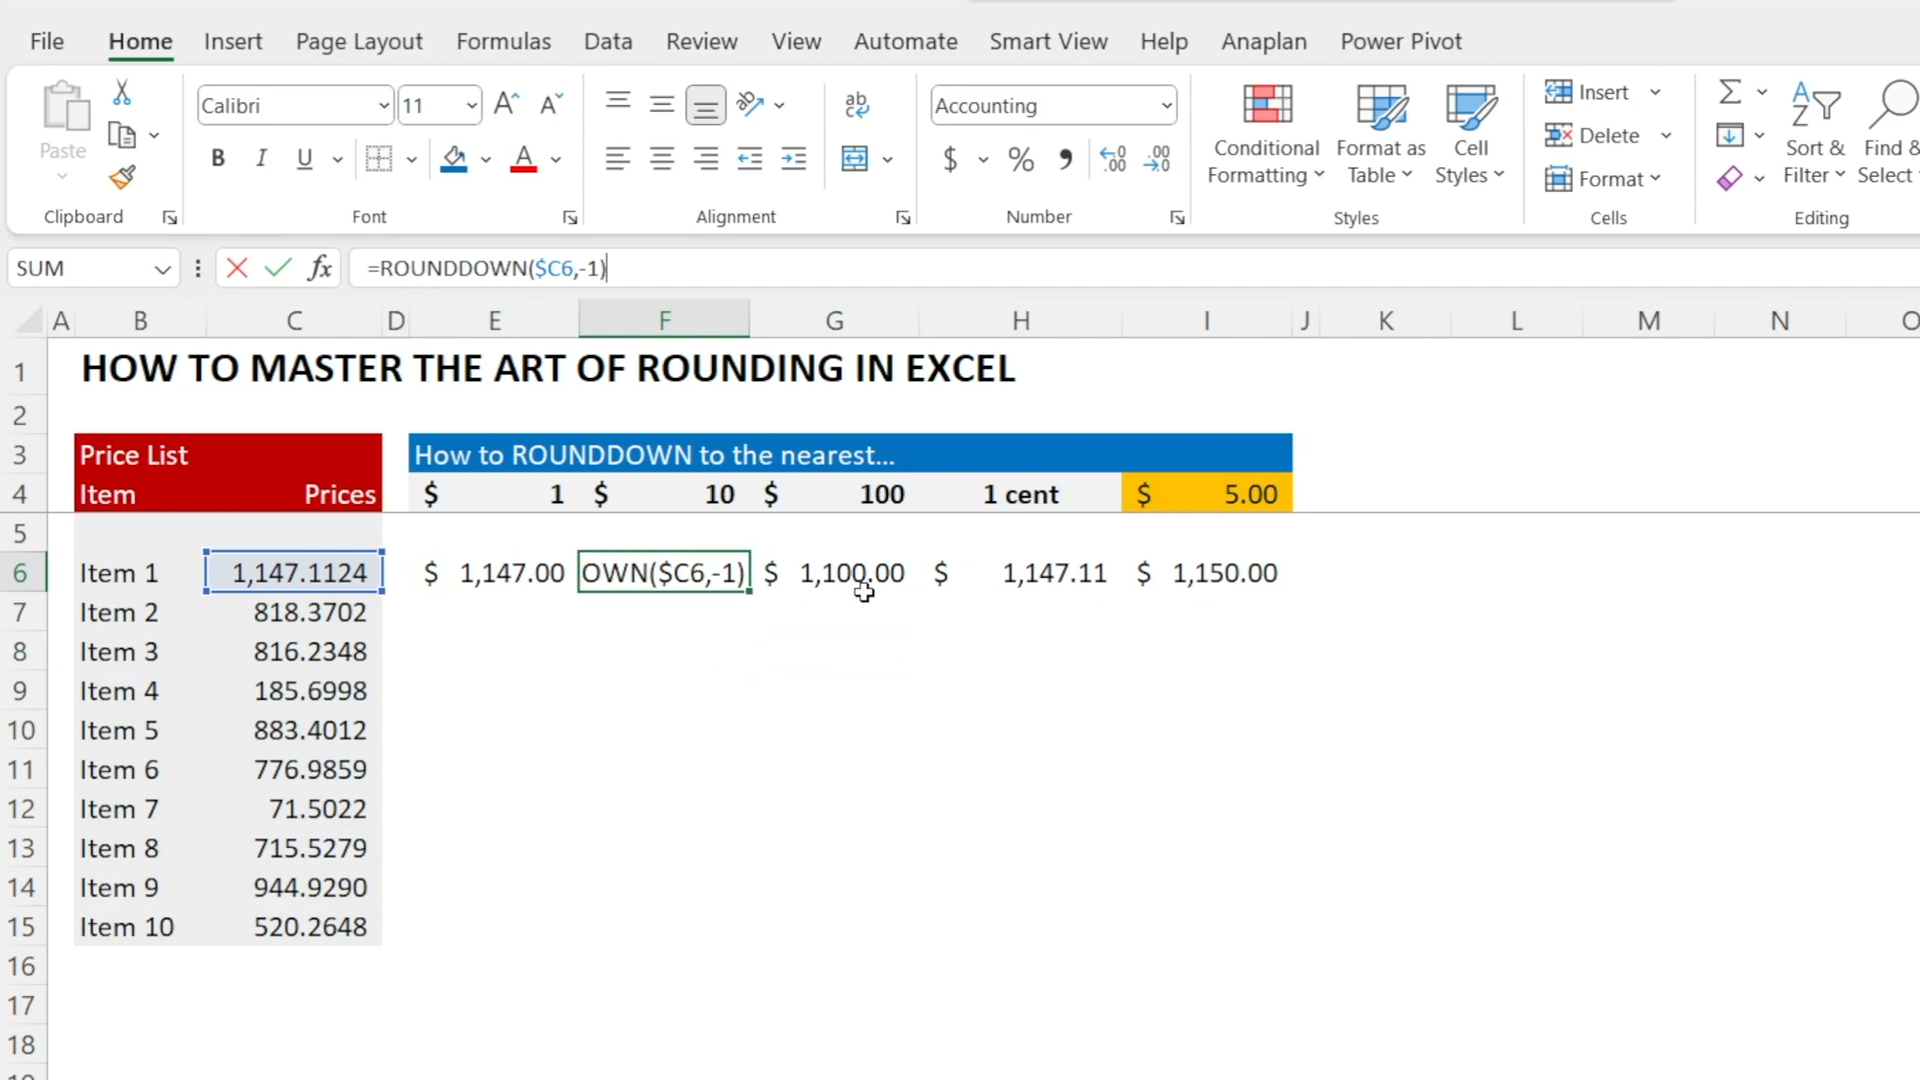 File Home Insert Page Layout Formulas Data Review View Automate Smart View Help Anaplan Power Pivot
Paste
Calibri 11
B I U
ab
Accounting
$ % 9
Conditional Formatting
Format as Table
Cell Styles
Insert
Delete
Format
Sort & Filter
Find & Select
Clipboard Font Alignment Number Styles Cells Editing
SUM fx =ROUNDDOWN($C6,-1)
A B C D E F G H I J K L M N O
1 HOW TO MASTER THE ART OF ROUNDING IN EXCEL
2
3 Price List How to ROUNDDOWN to the nearest...
4 Item Prices $ 1 $ 10 $ 100 1 cent $ 5.00
5
6 Item 1 1,147.1124 $ 1,147.00 OWN($C6,-1) $ 1,100.00 $ 1,147.11 $ 1,150.00
7 Item 2 818.3702
8 Item 3 816.2348
9 Item 4 185.6998
10 Item 5 883.4012
11 Item 6 776.9859
12 Item 7 71.5022
13 Item 8 715.5279
14 Item 9 944.9290
15 Item 10 520.2648
16
17
18